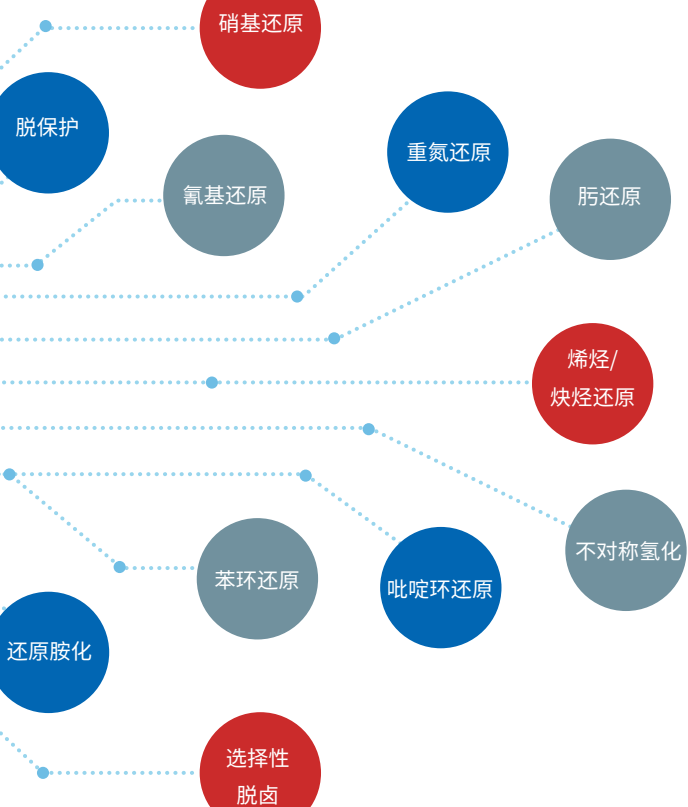 硝基还原
脱保护
重氮还原
氰基还原
肟还原
烯烃/
炔烃还原
不对称氢化
苯环还原
吡啶环还原
还原胺化
选择性
脱卤